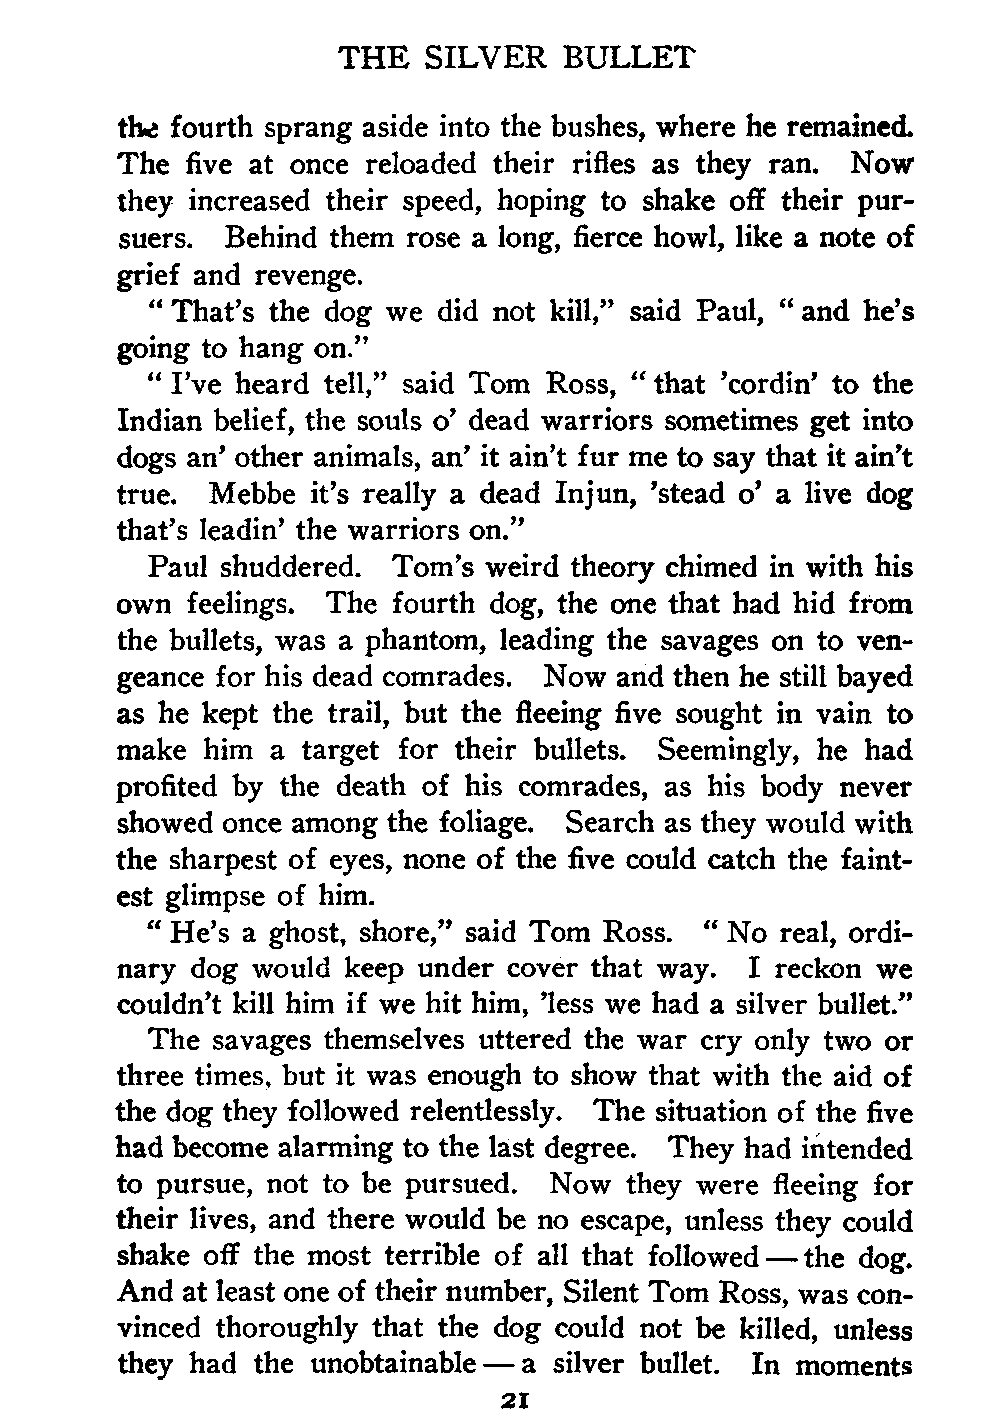 THE SILVER BULLET
the fourth sprang aside into the bushes, where he remained.
The five at once reloaded their rifles as they ran. Now
they increased their speed, hoping to shake off their pur-
suers. Behind them rose a long, fierce howl, like a note of
grief and revenge.
“ That’s the dog we did not kill,” said Paul, “ and he’s
going to hang on.”
“ I’ve heard tell,” said Tom Ross, “ that ’cordin’ to the
Indian belief, the souls o’ dead warriors sometimes get into
dogs an’ other animals, an’ it ain’t fur me to say that it ain’t
true. Mebbe it’s really a dead Injun, ’stead o’ a live dog
that’s leadin’ the warriors on.”
Paul shuddered. Tom’s weird theory chimed in with his
own feelings. The fourth dog, the one that had hid from
the bullets, was a phantom, leading the savages on to ven-
geance for his dead comrades. Now and then he still bayed
as he kept the trail, but the fleeing five sought in vain to
make him a target for their bullets. Seemingly, he had
profited by the death of his comrades, as his body never
showed once among the foliage. Search as they would with
the sharpest of eyes, none of the five could catch the faint-
est glimpse of him.
“ He’s a ghost, shore,” said Tom Ross. “ No real, ordi-
nary dog would keep under cover that way. I reckon we
couldn’t kill him if we hit him, ’less we had a silver bullet.”
The savages themselves uttered the war cry only two or
three times, but it was enough to show that with the aid of
the dog they followed relentlessly. The situation of the five
had become alarming to the last degree. They had intended
to pursue, not to be pursued. Now they were fleeing for
their lives, and there would be no escape, unless they could
shake off the most terrible of all that followed — the dog.
And at least one of their number, Silent Tom Ross, was con-
vinced thoroughly that the dog could not be killed, unless
they had the unobtainable — a silver bullet. In moments
21